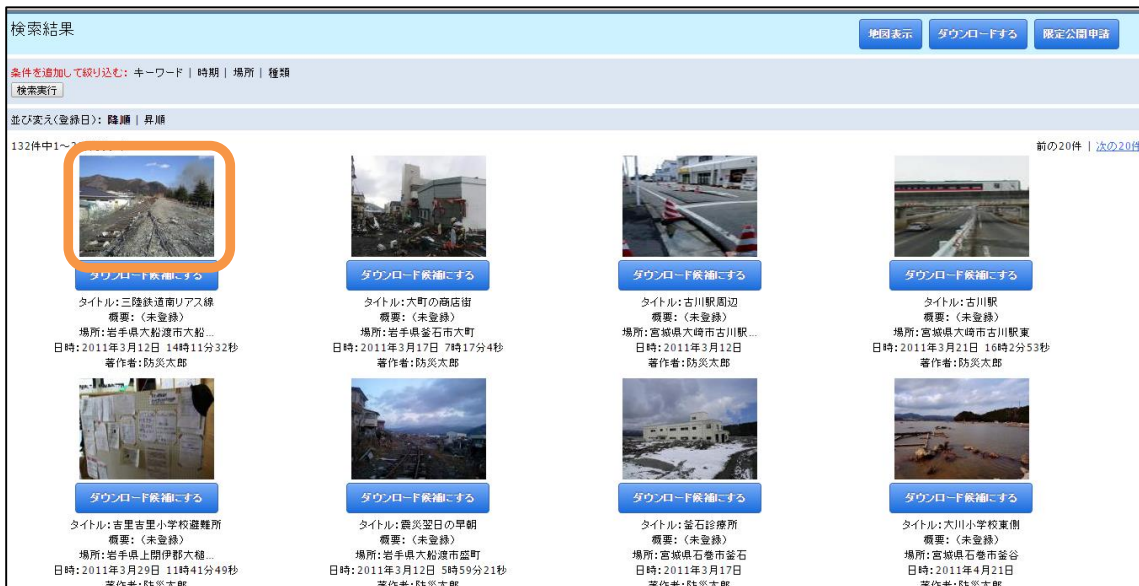 検索結果
地図表示 ダウンロードする 限定公開申請
条件を追加して絞り込む: キーワード | 時期 | 場所 | 種類
検索実行
並び変え(登録日): 降順 | 昇順
132件中1～
前の20件 | 次の20件
ダウンロード候補にする ダウンロード候補にする ダウンロード候補にする ダウンロード候補にする
タイトル:三陸鉄道南リアス線 タイトル:大町の商店街 タイトル:古川駅周辺 タイトル:古川駅
概要:(未登録) 概要:(未登録) 概要:(未登録) 概要:(未登録)
場所:岩手県大船渡市大船... 場所:岩手県釜石市大町 場所:宮城県大崎市古川駅... 場所:宮城県大崎市古川駅東
日時:2011年3月12日 14時11分32秒 日時:2011年3月17日 7時17分4秒 日時:2011年3月12日 日時:2011年3月21日 16時2分53秒
著作者:防災太郎 著作者:防災太郎 著作者:防災太郎 著作者:防災太郎
ダウンロード候補にする ダウンロード候補にする ダウンロード候補にする ダウンロード候補にする
タイトル:吉里吉里小学校避難所 タイトル:震災翌日の早朝 タイトル:釜石診療所 タイトル:大川小学校東側
概要:(未登録) 概要:(未登録) 概要:(未登録) 概要:(未登録)
場所:岩手県上閉伊郡大槌... 場所:岩手県大船渡市盛町 場所:宮城県石巻市釜石 場所:宮城県石巻市釜谷
日時:2011年3月29日 11時41分49秒 日時:2011年3月12日 5時59分21秒 日時:2011年3月17日 日時:2011年4月21日
著作者:防災太郎 著作者:防災太郎 著作者:防災太郎 著作者:防災太郎